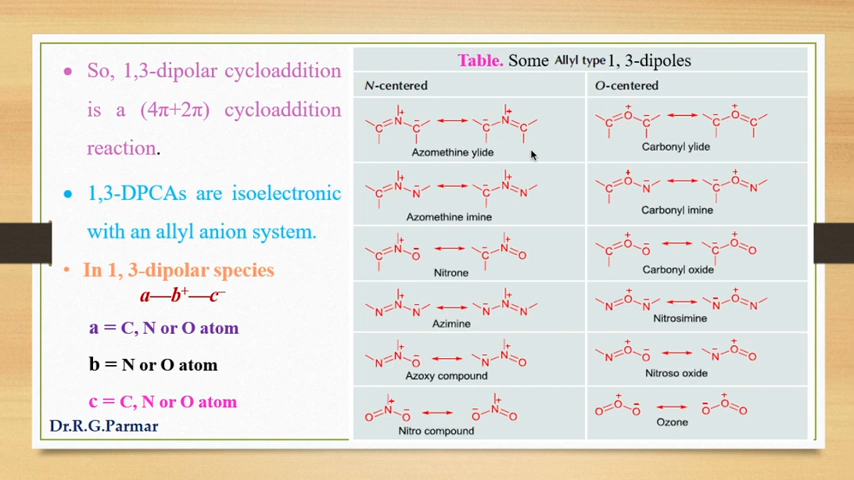 • So, 1,3-dipolar cycloaddition
is a (4π+2π) cycloaddition
reaction.
• 1,3-DPCAs are isoelectronic
with an allyl anion system.
• In 1, 3-dipolar species
a—b⁺—c⁻
a = C, N or O atom
b = N or O atom
c = C, N or O atom
Dr.R.G.Parmar
Table. Some Allyl type 1, 3-dipoles
N-centered
O-centered
Azomethine ylide
Carbonyl ylide
Azomethine imine
Carbonyl imine
Nitrone
Carbonyl oxide
Azimine
Nitrosimine
Azoxy compound
Nitroso oxide
Nitro compound
Ozone